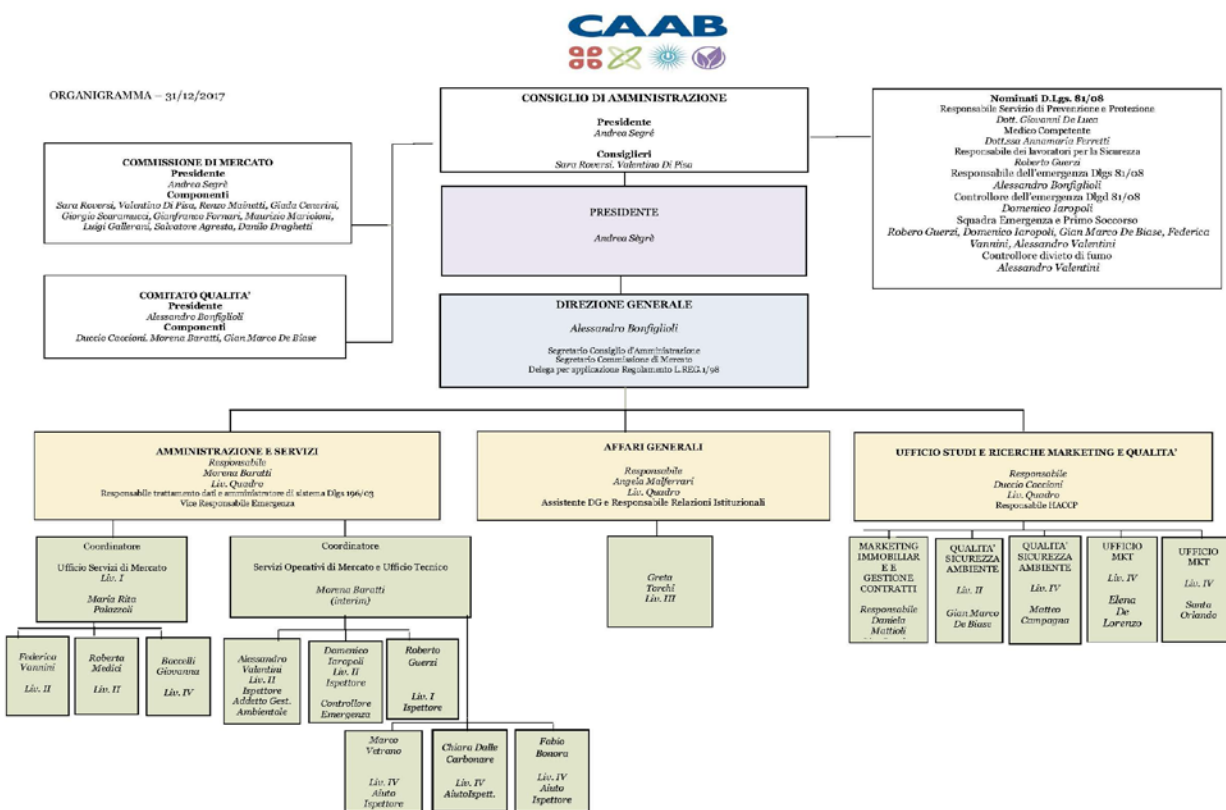 CAAB
ORGANIGRAMMA – 31/12/2017
CONSIGLIO DI AMMINISTRAZIONE
Presidente
Andrea Segré
Consiglieri
Sara Roversi, Valentino Di Pisa
Nominati D.Lgs. 81/08
Responsabile Servizio di Prevenzione e Protezione
Dott. Giovanni De Luca
Medico Competente
Dott.ssa Annamaria Ferretti
Responsabile dei lavoratori per la Sicurezza
Roberto Guerzi
Responsabile dell'emergenza Dlgs 81/08
Alessandro Bonfiglioli
Controllore dell'emergenza Dlgd 81/08
Domenico Iaropoli
Squadra Emergenza e Primo Soccorso
Robero Guerzi, Domenico Iaropoli, Gian Marco De Biase, Federica
Vannini, Alessandro Valentini
Controllore divieto di fumo
Alessandro Valentini
COMMISSIONE DI MERCATO
Presidente
Andrea Segrè
Componenti
Sara Roversi, Valentino Di Pisa, Renzo Mainetti, Giada Cenerini,
Giorgio Scaramucci, Gianfranco Fornari, Maurizio Marioloni,
Luigi Gallerani, Salvatore Agresta, Danilo Draghetti
PRESIDENTE
Andrea Sègrè
COMITATO QUALITA'
Presidente
Alessandro Bonfiglioli
Componenti
Duccio Caccioni, Morena Baratti, Gian Marco De Biase
DIREZIONE GENERALE
Alessandro Bonfiglioli
Segretario Consiglio d'Amministrazione
Segretario Commissione di Mercato
Delega per applicazione Regolamento L.REG.1/98
AMMINISTRAZIONE E SERVIZI
Responsabile
Morena Baratti
Liv. Quadro
Responsabile trattamento dati e amministratore di sistema Dlgs 196/03
Vice Responsabile Emergenza
AFFARI GENERALI
Responsabile
Angela Malferrari
Liv. Quadro
Assistente DG e Responsabile Relazioni Istituzionali
UFFICIO STUDI E RICERCHE MARKETING E QUALITA'
Responsabile
Duccio Caccioni
Liv. Quadro
Responsabile HACCP
Coordinatore
Ufficio Servizi di Mercato
Liv. I
Maria Rita
Palazzoli
Coordinatore
Servizi Operativi di Mercato e Ufficio Tecnico
Morena Baratti
(interim)
Greta
Torchi
Liv. III
MARKETING
IMMOBILIAR
E E
GESTIONE
CONTRATTI
Responsabile
Daniela
Mattioli
QUALITA'
SICUREZZA
AMBIENTE
Liv. II
Gian Marco
De Biase
QUALITA'
SICUREZZA
AMBIENTE
Liv. IV
Matteo
Campagna
UFFICIO
MKT
Liv. IV
Elena
De
Lorenzo
UFFICIO
MKT
Liv. IV
Santa
Orlando
Federica
Vannini
Liv. II
Roberta
Medici
Liv. II
Boccelli
Giovanna
Liv. IV
Alessandro
Valentini
Liv. II
Ispettore
Addetto Gest.
Ambientale
Domenico
Iarapoli
Liv. II
Ispettore
Controllore
Emergenza
Roberto
Guerzi
Liv. I
Ispettore
Marco
Vetrano
Liv. IV
Aiuto
Ispettore
Chiara Dalle
Carbonare
Liv. IV
AiutoIspett.
Fabio
Bonora
Liv. IV
Aiuto
Ispettore